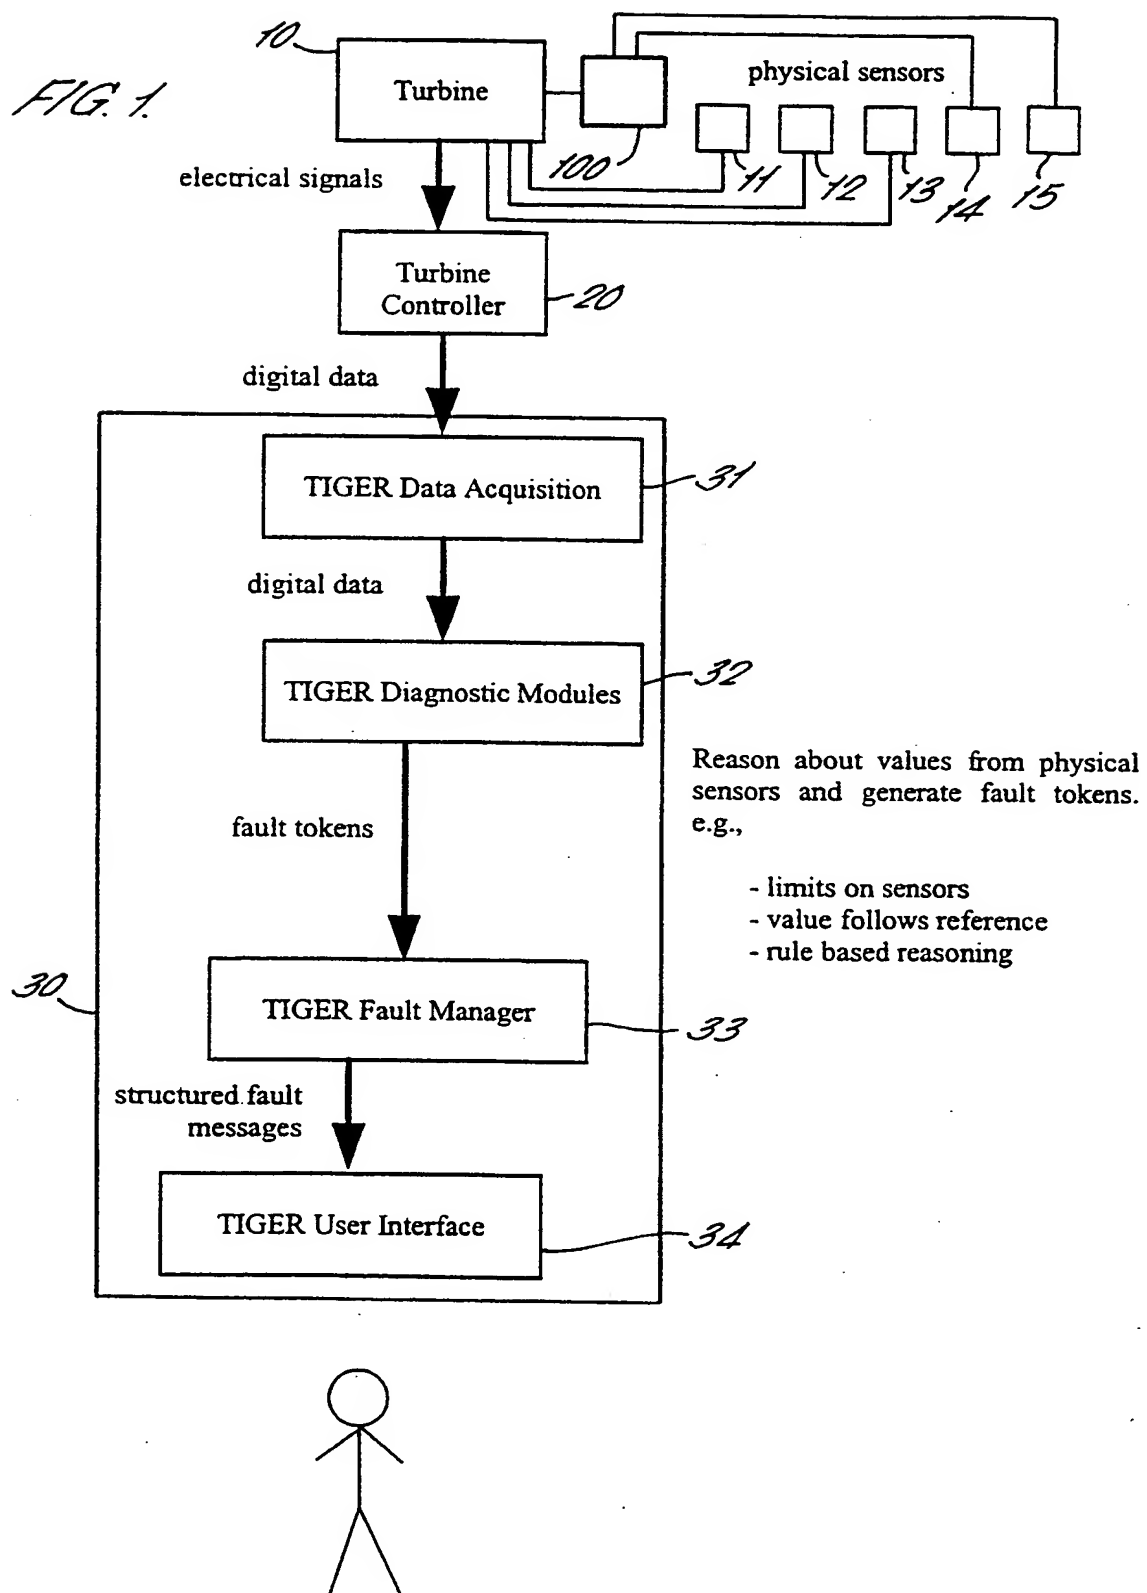 FIG. 1.
10
Turbine
physical sensors
100
11
12
13
14
15
electrical signals
Turbine
Controller
20
digital data
TIGER Data Acquisition
31
digital data
TIGER Diagnostic Modules
32
Reason about values from physical
sensors and generate fault tokens.
e.g.,
fault tokens
- limits on sensors
- value follows reference
- rule based reasoning
30
TIGER Fault Manager
33
structured fault
messages
TIGER User Interface
34